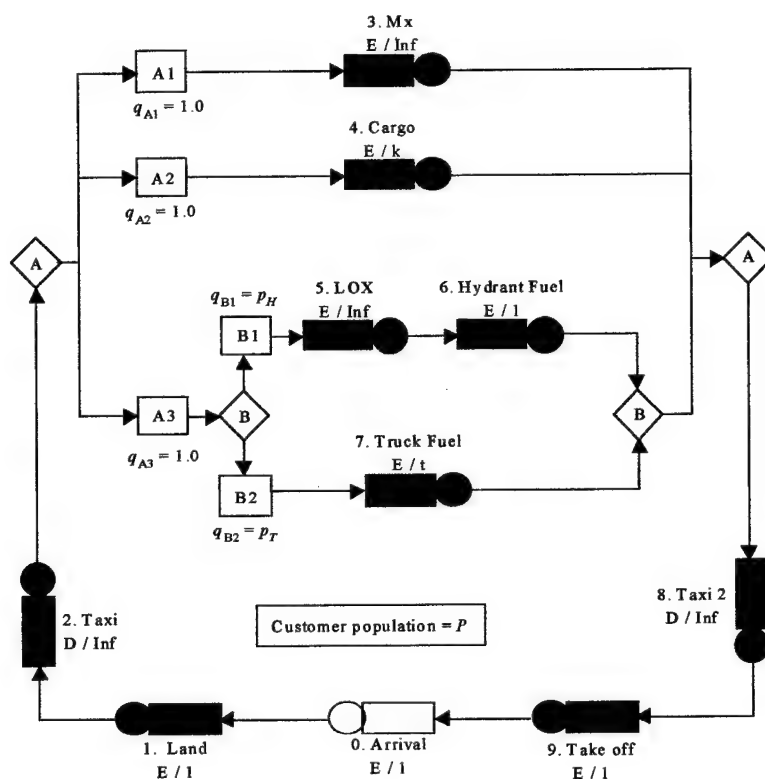 3. Mx
E / Inf
A1
q_A1 = 1.0
4. Cargo
E / k
A2
q_A2 = 1.0
A
A
q_B1 = p_H
5. LOX
E / Inf
6. Hydrant Fuel
E / 1
B1
A3
B
B
q_A3 = 1.0
7. Truck Fuel
E / t
B2
q_B2 = p_T
2. Taxi
D / Inf
Customer population = P
8. Taxi 2
D / Inf
1. Land
E / 1
0. Arrival
E / 1
9. Take off
E / 1